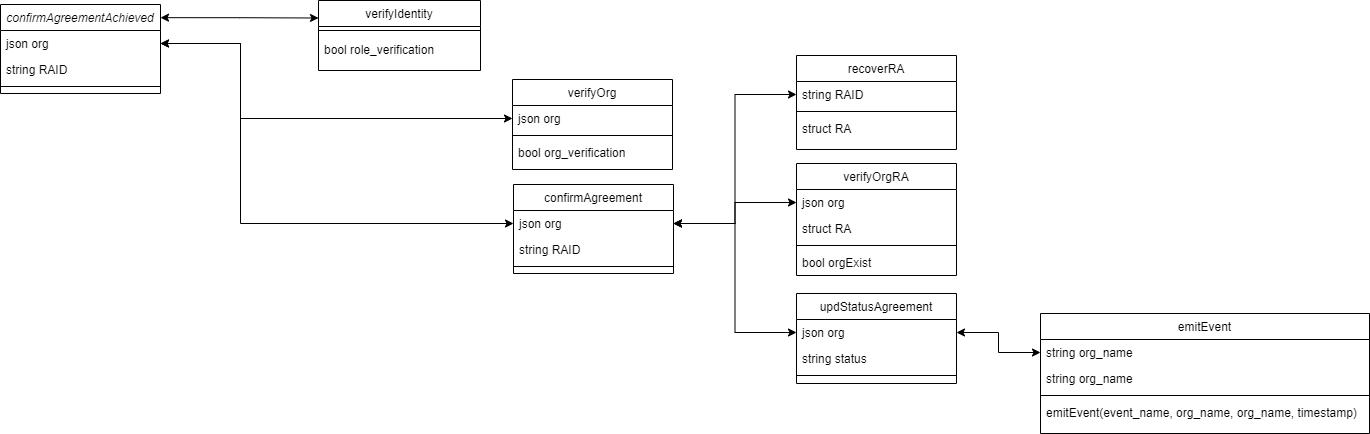 confirmAgreementAchieved
json org
string RAID
verifyIdentity
bool role_verification
verifyOrg
json org
bool org_verification
confirmAgreement
json org
string RAID
recoverRA
string RAID
struct RA
verifyOrgRA
json org
struct RA
bool orgExist
updStatusAgreement
json org
string status
emitEvent
string org_name
string org_name
emitEvent(event_name, org_name, org_name, timestamp)